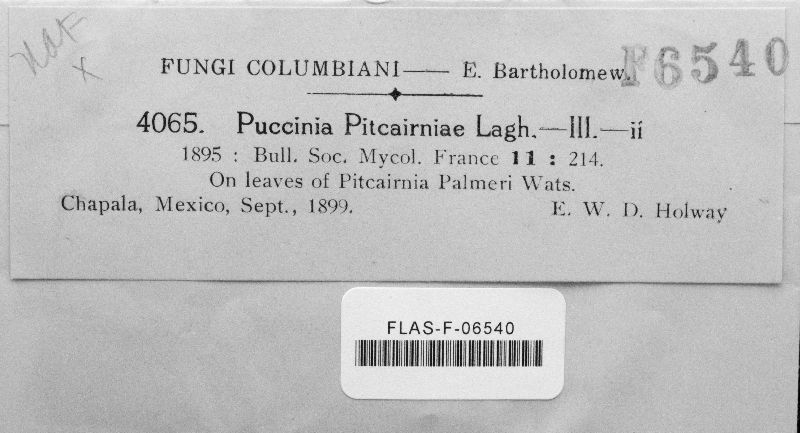 FUNGI COLUMBIANI—— E. Bartholomew.
F6540
4065. Puccinia Pitcairniae Lagh.—III.—ii
1895 : Bull. Soc. Mycol. France 11 : 214.
On leaves of Pitcairnia Palmeri Wats.
Chapala, Mexico, Sept., 1899. E. W. D. Holway
FLAS-F-06540